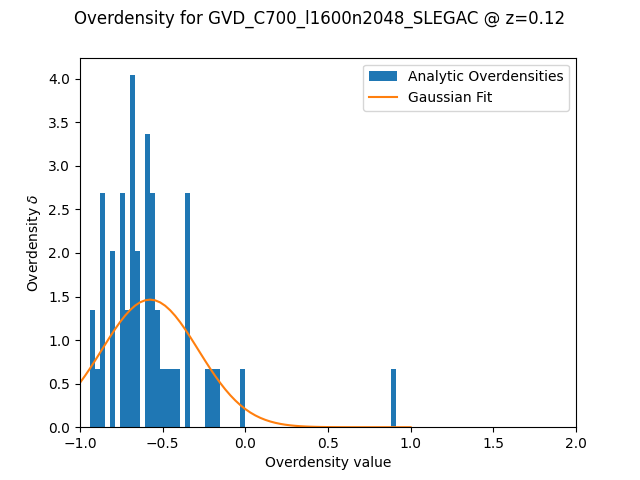 Overdensity for GVD_C700_l1600n2048_SLEGAC @ z=0.12
Analytic Overdensities
Gaussian Fit
Overdensity δ
4.0
3.5
3.0
2.5
2.0
1.5
1.0
0.5
0.0
−1.0 −0.5 0.0 0.5 1.0 1.5 2.0
Overdensity value